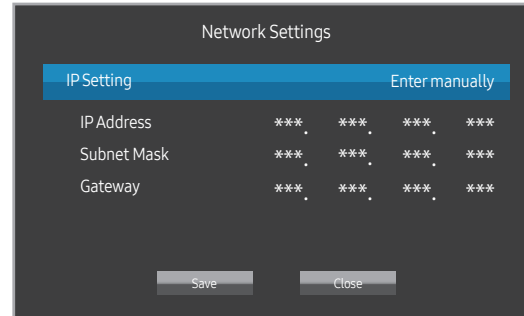 Network Settings
IP Setting Enter manually
IP Address ***. ***. ***. ***
Subnet Mask ***. ***. ***. ***
Gateway ***. ***. ***. ***
Save Close